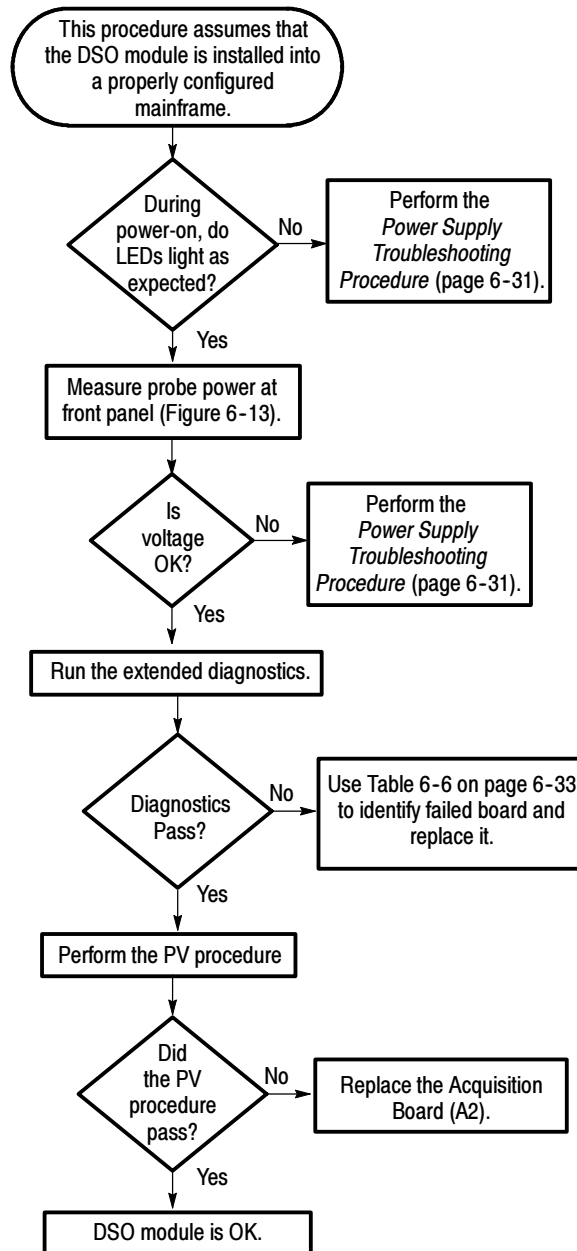 This procedure assumes that
the DSO module is installed into
a properly configured
mainframe.
During
power-on, do
LEDs light as
expected?
No
Perform the
Power Supply
Troubleshooting
Procedure (page 6-31).
Yes
Measure probe power at
front panel (Figure 6-13).
Is
voltage
OK?
No
Perform the
Power Supply
Troubleshooting
Procedure (page 6-31).
Yes
Run the extended diagnostics.
Diagnostics
Pass?
No
Use Table 6-6 on page 6-33
to identify failed board and
replace it.
Yes
Perform the PV procedure
Did
the PV
procedure
pass?
No
Replace the Acquisition
Board (A2).
Yes
DSO module is OK.